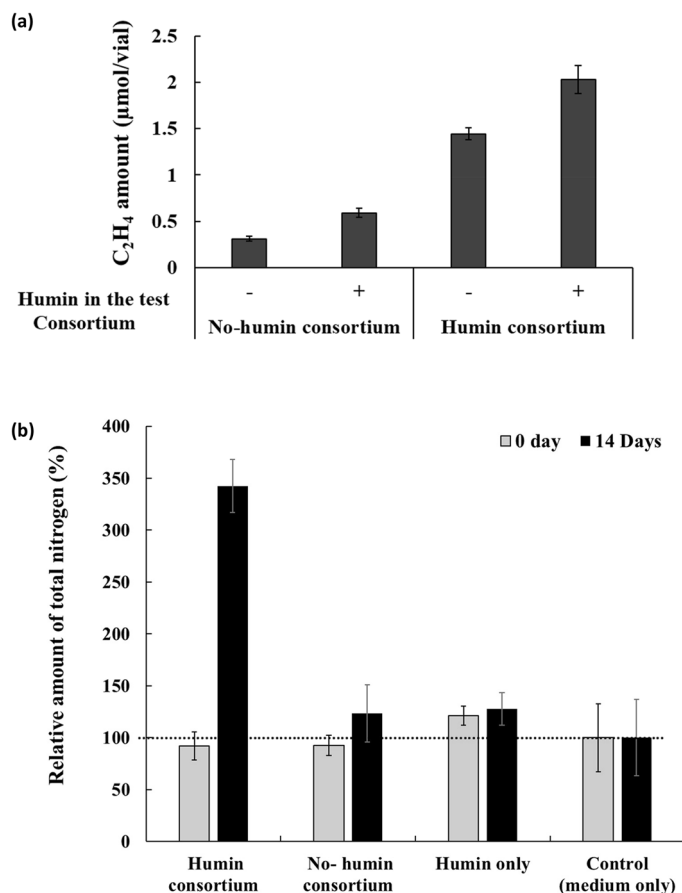 (a)
C₂H₄ amount (μmol/vial)
2.5
2
1.5
1
0.5
0
Humin in the test
Consortium
- + - +
No-humin consortium Humin consortium
(b)
Relative amount of total nitrogen (%)
400
350
300
250
200
150
100
50
0
0 day 14 Days
Humin No- humin Humin only Control
consortium consortium (medium only)